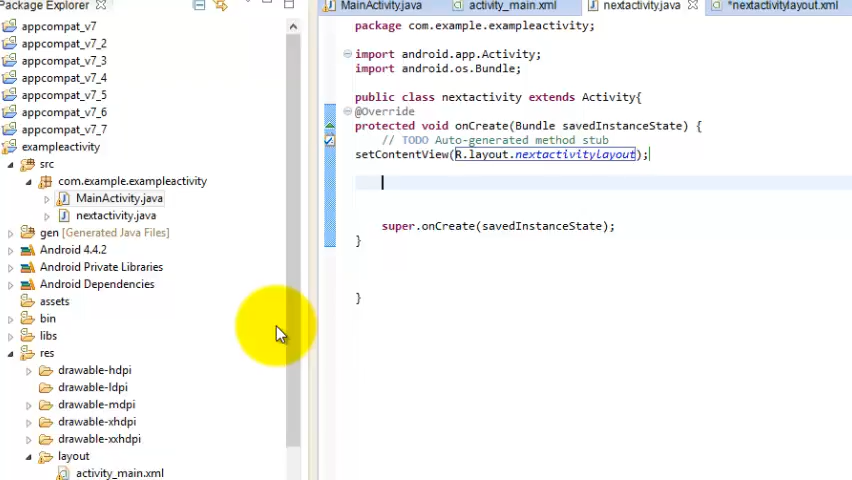 Package Explorer
appcompat_v7
appcompat_v7_2
appcompat_v7_3
appcompat_v7_4
appcompat_v7_5
appcompat_v7_6
appcompat_v7_7
exampleactivity
src
com.example.exampleactivity
MainActivity.java
nextactivity.java
gen [Generated Java Files]
Android 4.4.2
Android Private Libraries
Android Dependencies
assets
bin
libs
res
drawable-hdpi
drawable-ldpi
drawable-mdpi
drawable-xhdpi
drawable-xxhdpi
layout
activity_main.xml
MainActivity.java activity_main.xml nextactivity.java *nextactivitylayout.xml
package com.example.exampleactivity;
import android.app.Activity;
import android.os.Bundle;
public class nextactivity extends Activity{
@Override
protected void onCreate(Bundle savedInstanceState) {
// TODO Auto-generated method stub
setContentView(R.layout.nextactivitylayout);
super.onCreate(savedInstanceState);
}
}